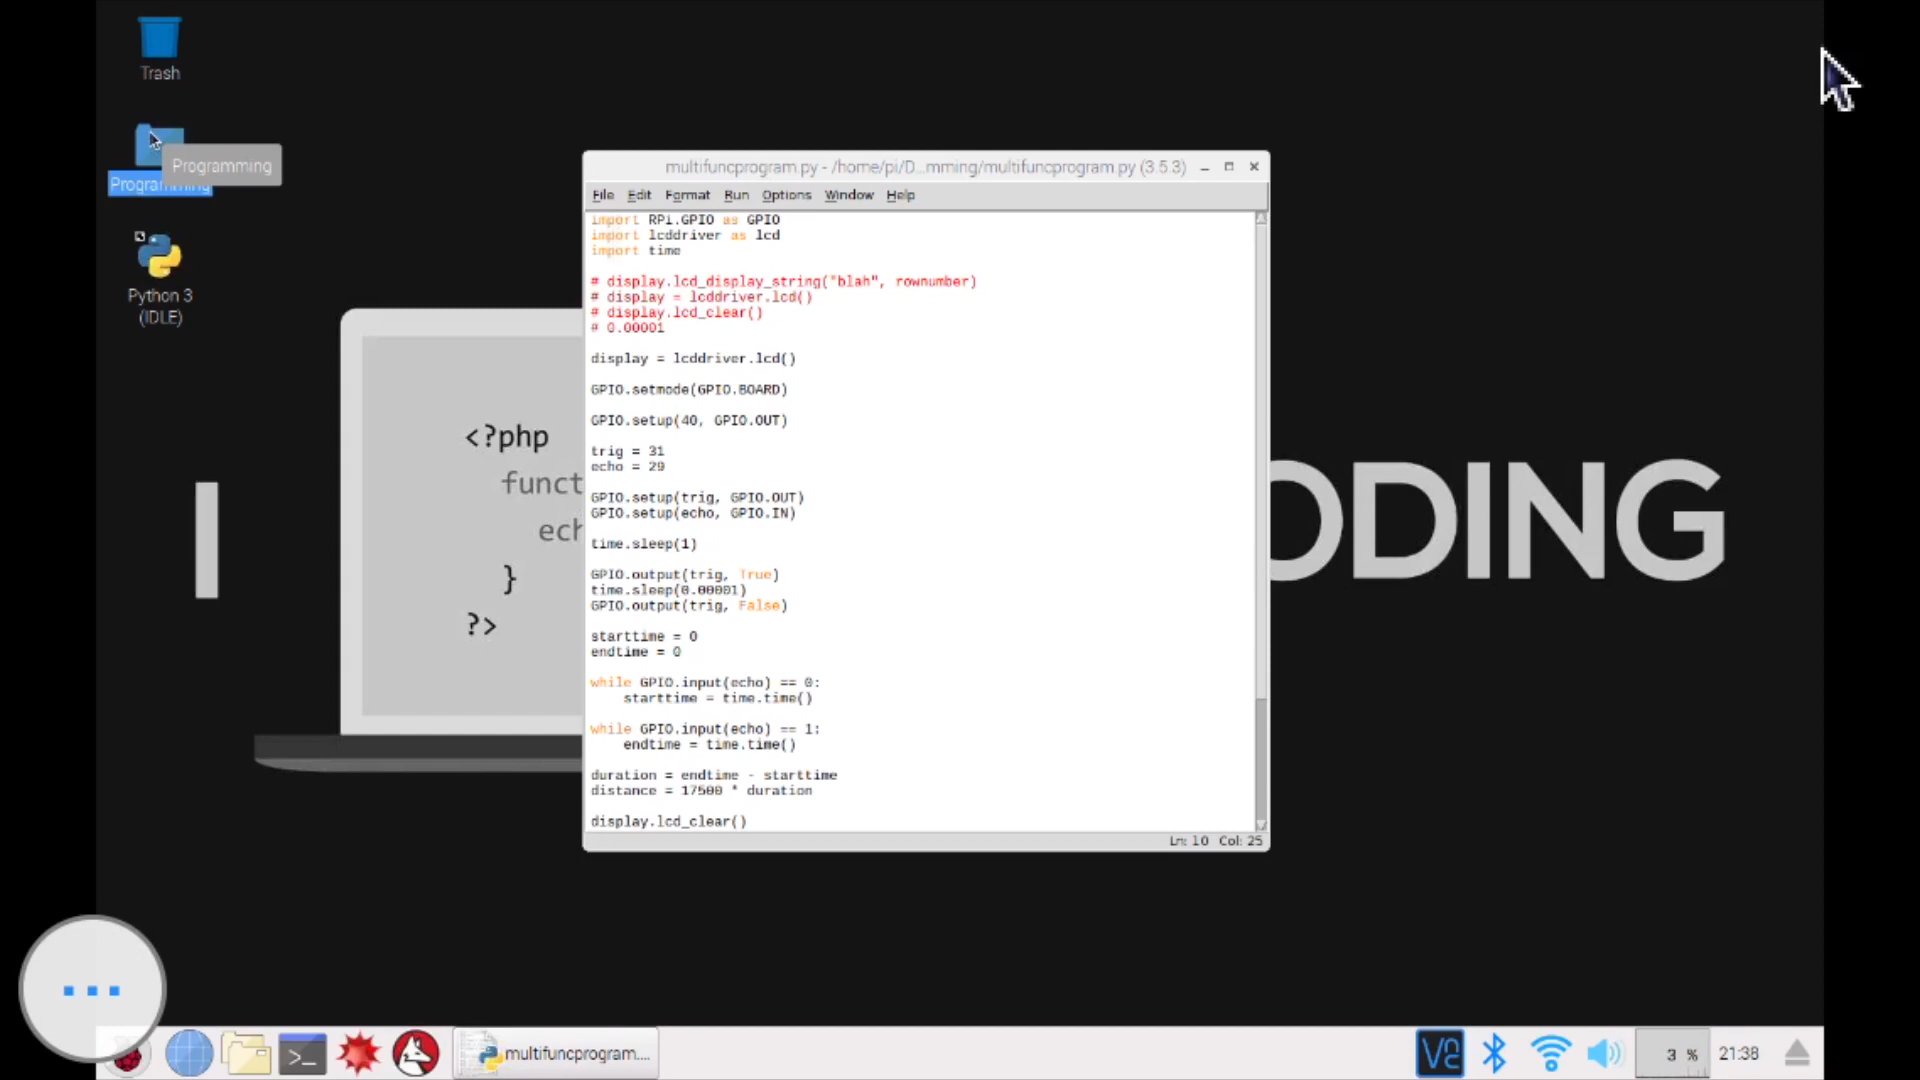 Trash
Programming
Programming
Python 3
(IDLE)
multifuncprogram.py - /home/pi/D...mming/multifuncprogram.py (3.5.3)
File Edit Format Run Options Window Help
import RPi.GPIO as GPIO
import lcddriver as lcd
import time
# display.lcd_display_string("blah", rownumber)
# display = lcddriver.lcd()
# display.lcd_clear()
# 0.00001
display = lcddriver.lcd()
GPIO.setmode(GPIO.BOARD)
GPIO.setup(40, GPIO.OUT)
trig = 31
echo = 29
GPIO.setup(trig, GPIO.OUT)
GPIO.setup(echo, GPIO.IN)
time.sleep(1)
GPIO.output(trig, True)
time.sleep(0.00001)
GPIO.output(trig, False)
starttime = 0
endtime = 0
while GPIO.input(echo) == 0:
    starttime = time.time()
while GPIO.input(echo) == 1:
    endtime = time.time()
duration = endtime - starttime
distance = 17500 * duration
display.lcd_clear()
Ln: 10 Col: 25
<?php
funct
ech
}
?>
I
ODING
multifuncprogram....
3 %
21:38